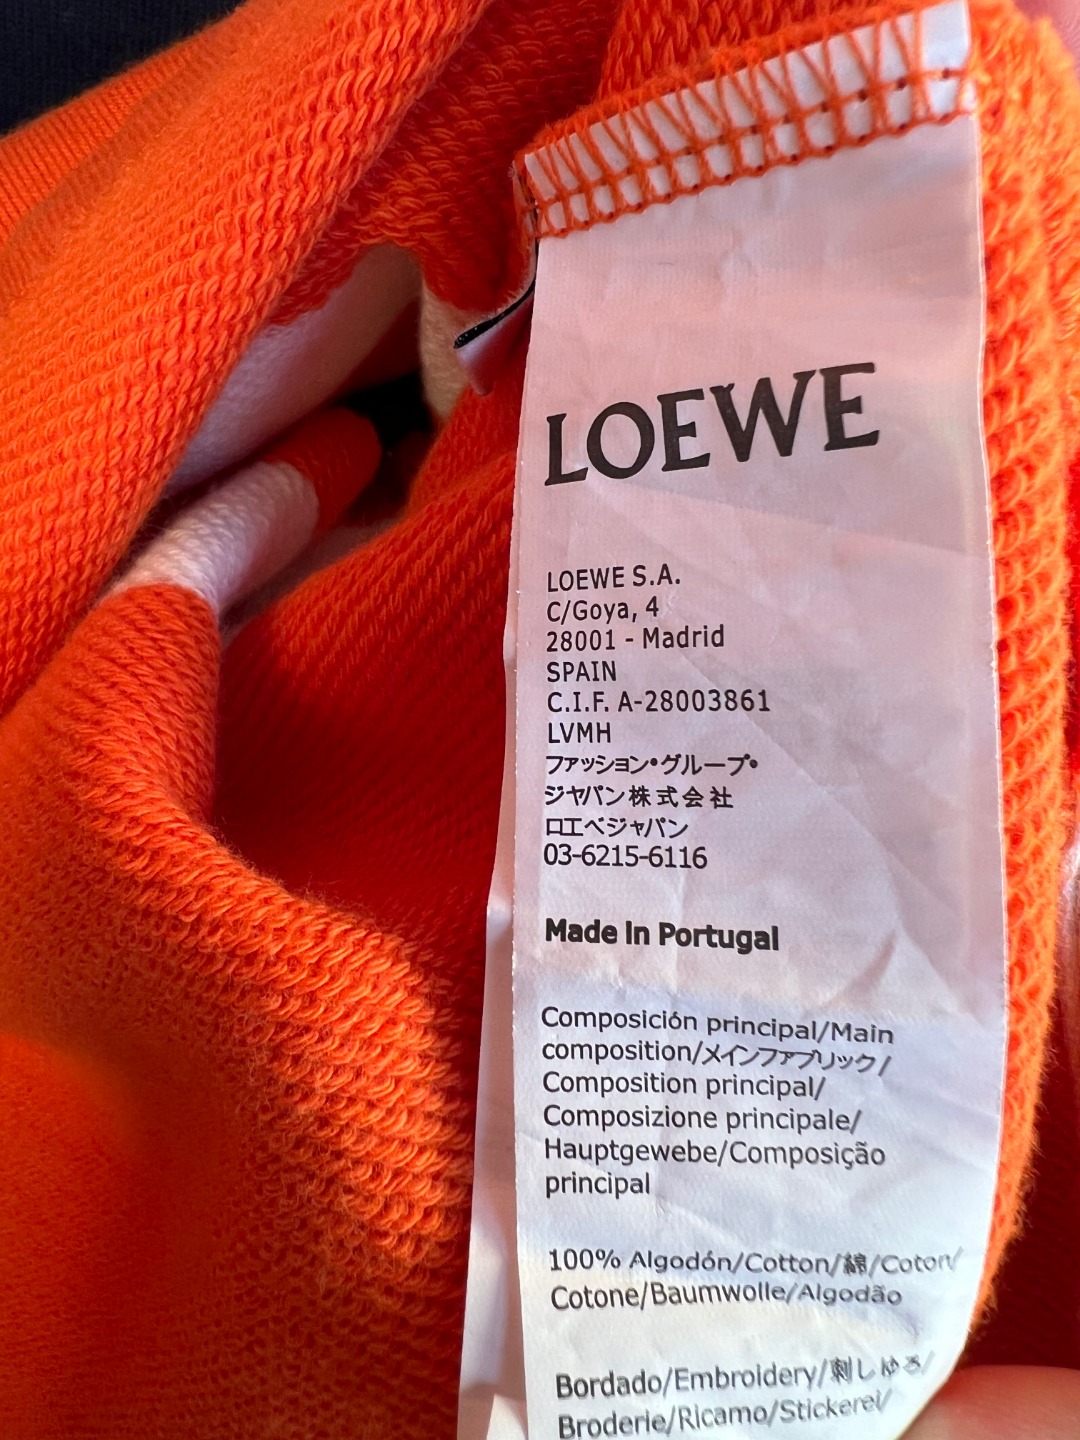 LOEWE
LOEWE S.A.
C/Goya, 4
28001 - Madrid
SPAIN
C.I.F. A-28003861
LVMH
ファッション・グループ・
ジャパン株式会社
ロエベジャパン
03-6215-6116
Made in Portugal
Composición principal/Main
composition/メインファブリック/
Composition principal/
Composizione principale/
Hauptgewebe/Composição
principal
100% Algodón/Cotton/綿/Coton/
Cotone/Baumwolle/Algodão
Bordado/Embroidery/刺しゅう/
Broderie/Ricamo/Stickerei/